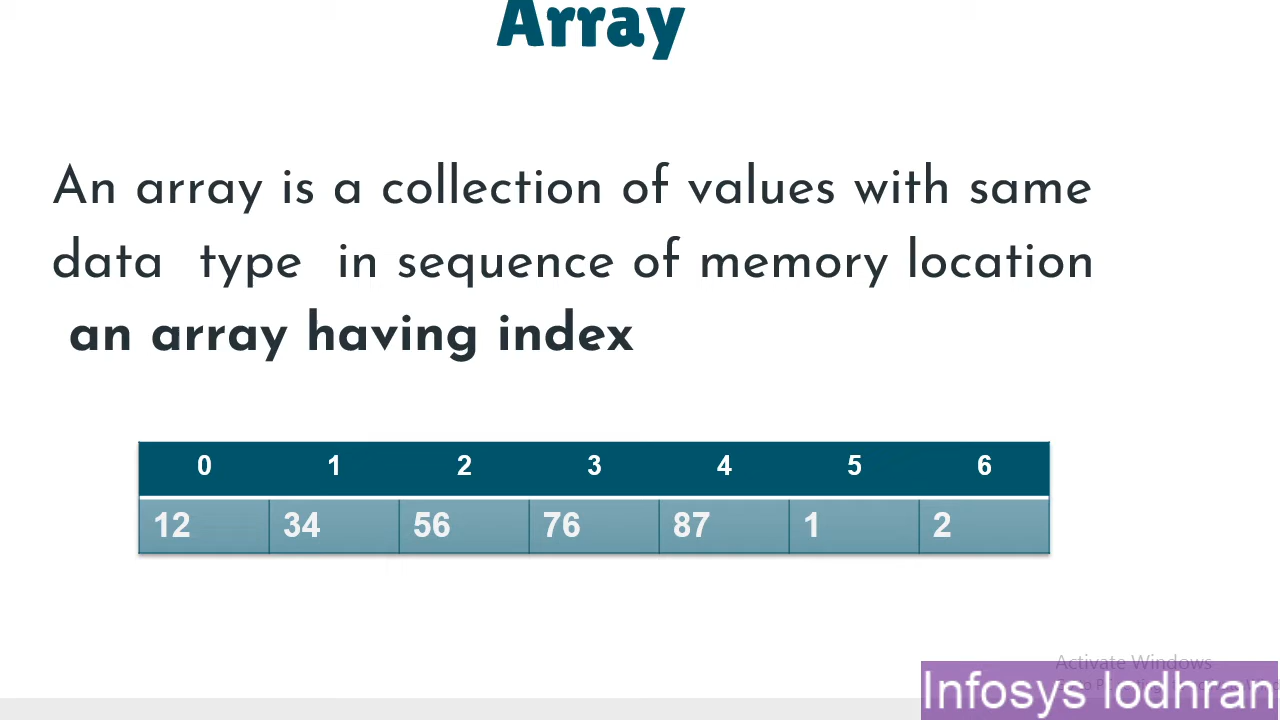 Array
An array is a collection of values with same
data type in sequence of memory location
an array having index
0 1 2 3 4 5 6
12 34 56 76 87 1 2
Activate Windows
Infosys lodhran